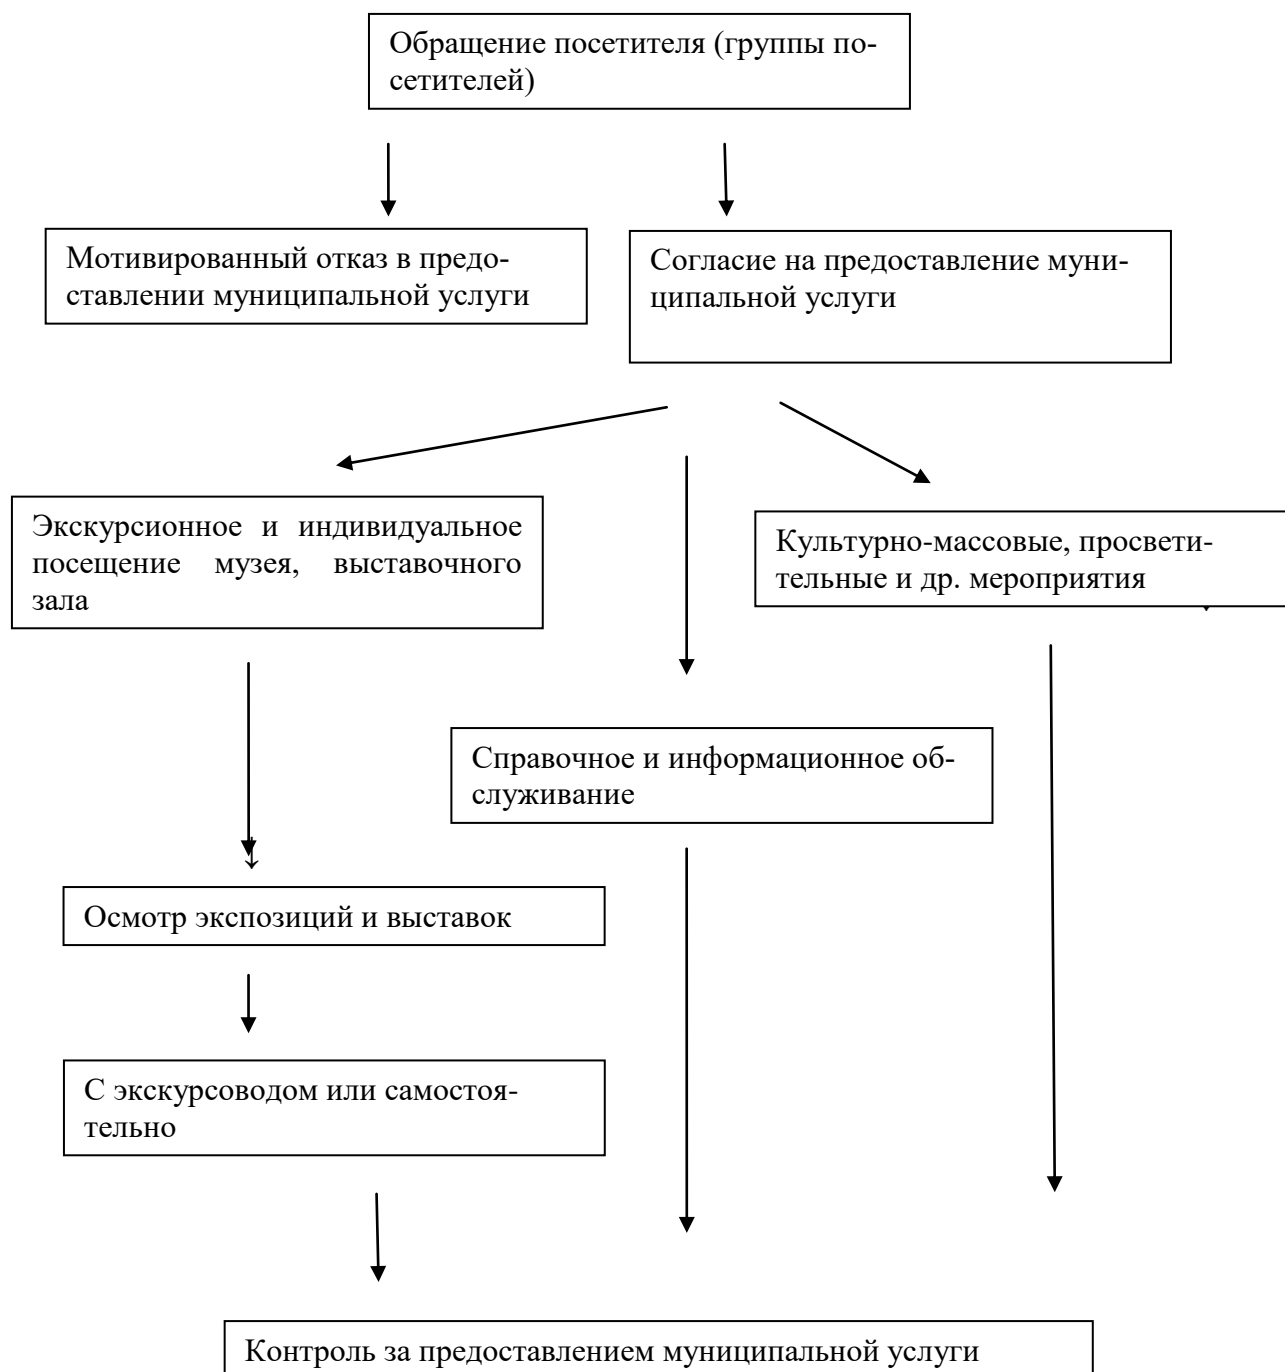 Обращение посетителя (группы по-
сетителей)
Мотивированный отказ в предо-
ставлении муниципальной услуги
Согласие на предоставление муни-
ципальной услуги
Экскурсионное и индивидуальное
посещение музея, выставочного
зала
Культурно-массовые, просвети-
тельные и др. мероприятия
Справочное и информационное об-
служивание
↓
Осмотр экспозиций и выставок
С экскурсоводом или самостоя-
тельно
Контроль за предоставлением муниципальной услуги